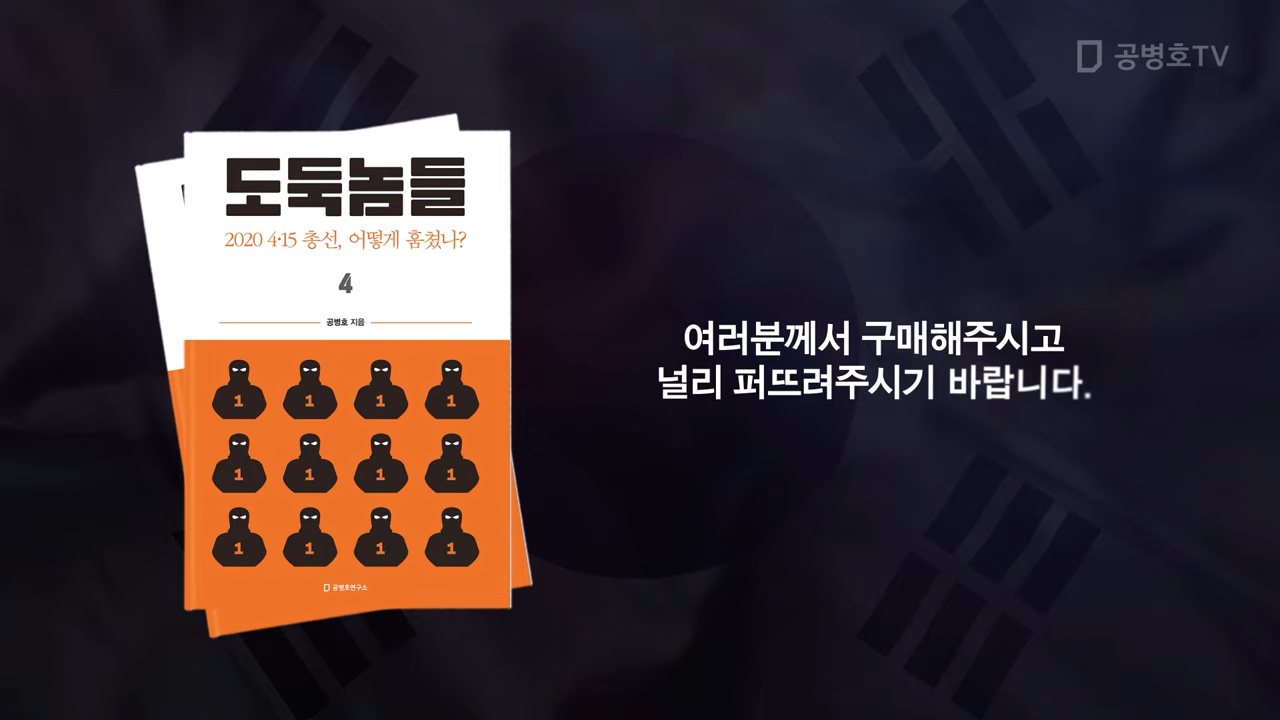 공병호TV
도둑놈들
2020 4·15 총선, 어떻게 훔쳤나?
4
공병호 지음
1 1 1 1
1 1 1 1
1 1 1 1
공병호연구소
여러분께서 구매해주시고
널리 퍼뜨려주시기 바랍니다.